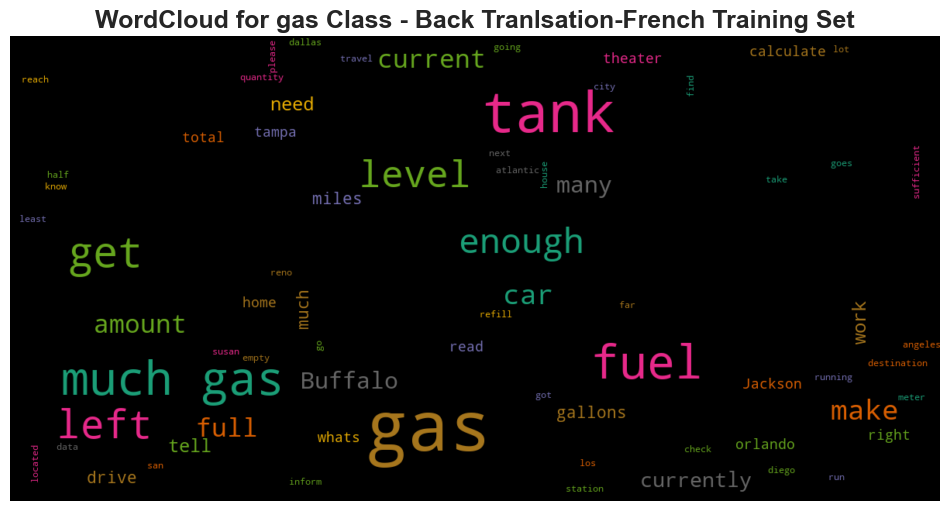 WordCloud for gas Class - Back Tranlsation-French Training Set
please
dallas
travel
current
going
theater
calculate
lot
reach
quantity
need
city
find
tank
total
tampa
next
atlantic
house
many
level
miles
half
know
take
goes
sufficient
least
get
enough
reno
home
much
car
refill
far
work
amount
go
read
susan
empty
much gas
Buffalo
fuel
angeles
destination
running
Jackson
meter
got
gallons
make
left
full
gas
whats
tell
data
right
orlando
check
located
san
drive
inform
los
station
currently
diego
run